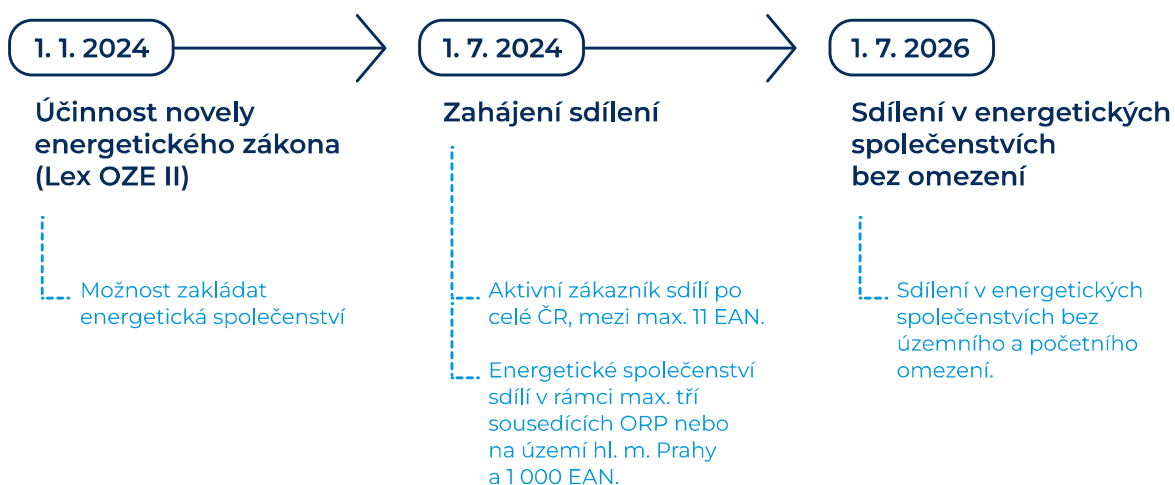 1. 1. 2024
Účinnost novely
energetického zákona
(Lex OZE II)
Možnost zakládat
energetická společenství
1. 7. 2024
Zahájení sdílení
Aktivní zákazník sdílí po
celé ČR, mezi max. 11 EAN.
Energetické společenství
sdílí v rámci max. tří
sousedících ORP nebo
na území hl. m. Prahy
a 1 000 EAN.
1. 7. 2026
Sdílení v energetických
společenstvích
bez omezení
Sdílení v energetických
společenstvích bez
územního a početního
omezení.